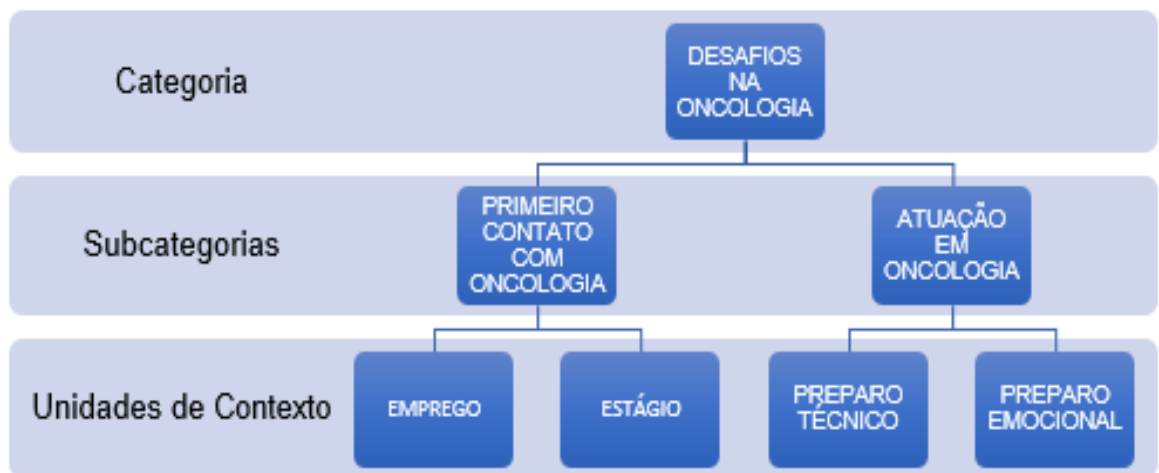 Categoria
DESAFIOS
NA
ONCOLOGIA
Subcategorias
PRIMEIRO
CONTATO
COM
ONCOLOGIA
ATUAÇÃO
EM
ONCOLOGIA
Unidades de Contexto
EMPREGO
ESTÁGIO
PREPARO
TÉCNICO
PREPARO
EMOCIONAL